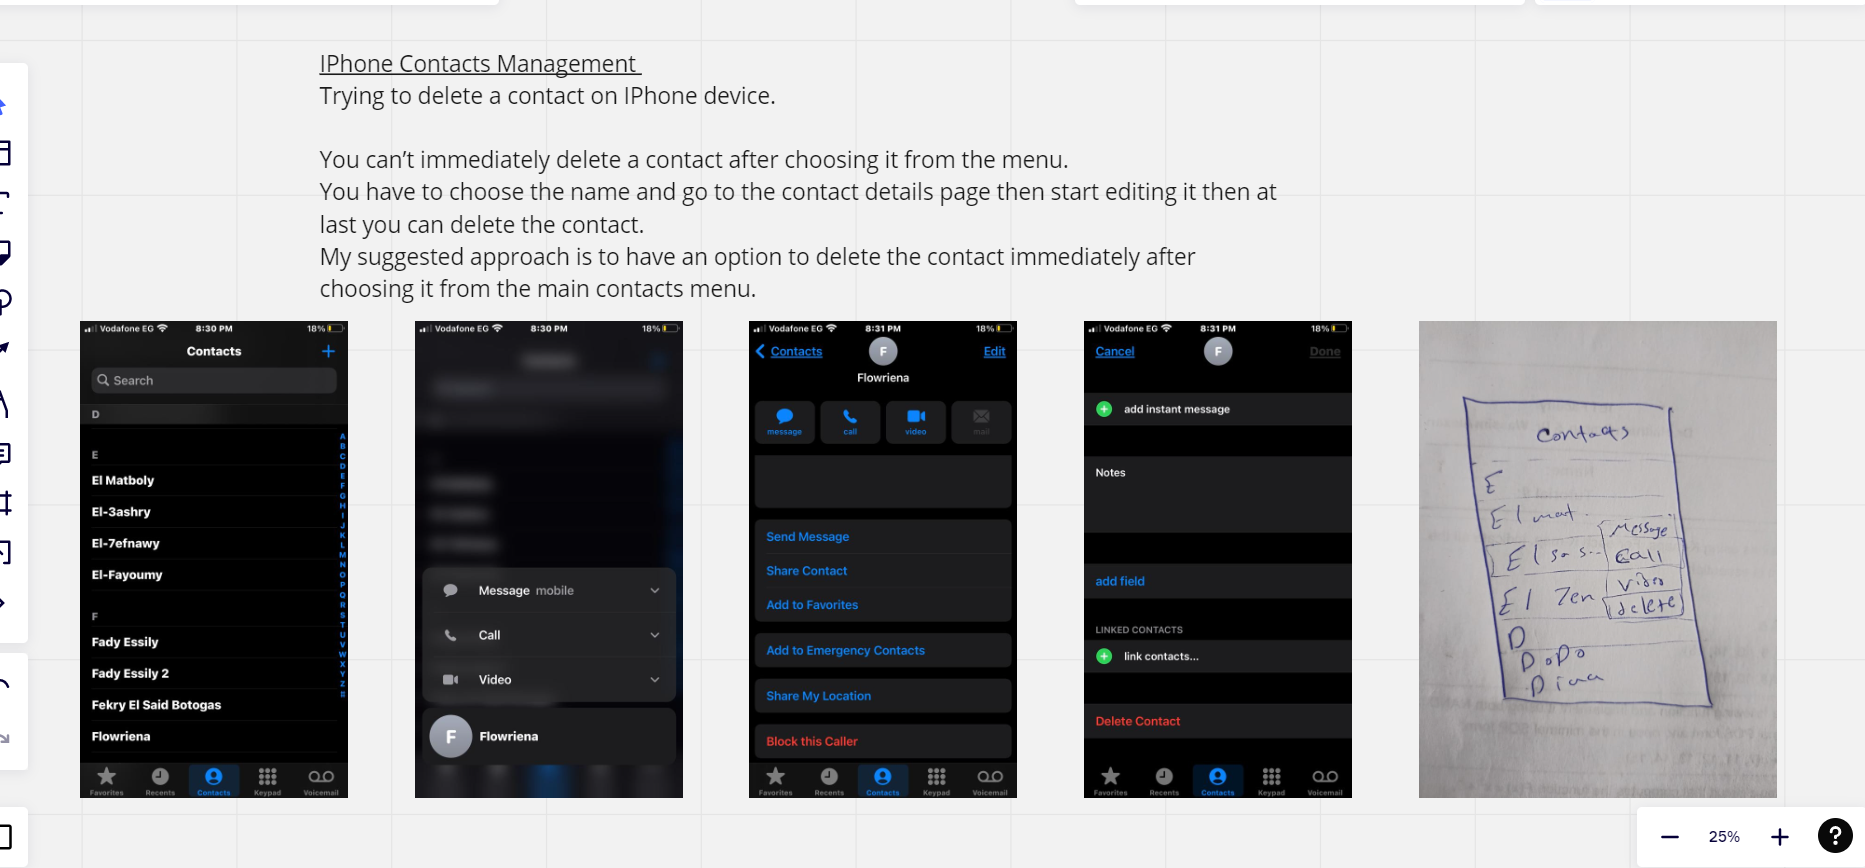 IPhone Contacts Management
Trying to delete a contact on IPhone device.
You can't immediately delete a contact after choosing it from the menu.
You have to choose the name and go to the contact details page then start editing it then at
last you can delete the contact.
My suggested approach is to have an option to delete the contact immediately after
choosing it from the main contacts menu.
Vodafone EG 8:30 PM 18%
Contacts +
Search
D
E
El Matboly
El-3ashry
El-7efnawy
El-Fayoumy
F
Fady Essily
Fady Essily 2
Fekry El Said Botogas
Flowriena
A
B
C
D
E
F
G
H
I
J
K
L
M
N
O
P
Q
R
S
T
U
V
W
X
Y
Z
#
Favorites Recents Contacts Keypad Voicemail
Vodafone EG 8:30 PM 18%
Message mobile
Call
Video
F Flowriena
Vodafone EG 8:31 PM 18%
Contacts F Edit
Flowriena
message call video mail
Send Message
Share Contact
Add to Favorites
Add to Emergency Contacts
Share My Location
Block this Caller
Favorites Recents Contacts Keypad Voicemail
Vodafone EG 8:31 PM 18%
Cancel F Done
add instant message
Notes
add field
LINKED CONTACTS
link contacts...
Delete Contact
Favorites Recents Contacts Keypad Voicemail
Contacts
E
El mat.
Message
El sas.. Call
Video
El Zen delete
D
DoDo
Dina
25%
?